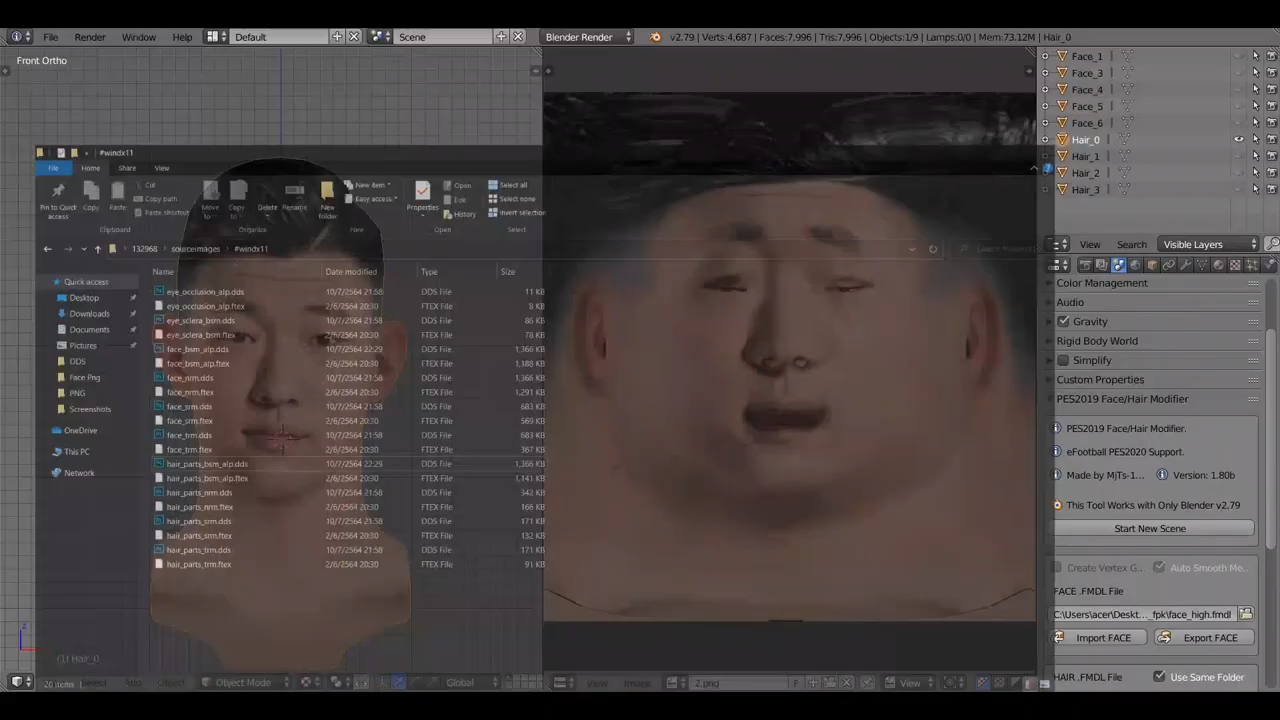 File Render Window Help Default Scene Blender Render v2.79 | Verts:4,687 | Faces:7,996 | Tris:7,996 | Objects:1/9 | Lamps:0/0 | Mem:73.12M | Hair_0
Front Ortho
Face_1
Face_3
Face_4
Face_5
Face_6
Hair_0
Hair_1
Hair_2
Hair_3
View Search Visible Layers
#windx11
File Home Share View
Pin to Quick access
Copy
Paste
Cut
Copy path
Paste shortcut
Clipboard
Move to
Copy to
Delete
Rename
Organize
New folder
New item
Easy access
New
Properties
Open
Edit
History
Open
Select all
Select none
Invert selection
Select
132968 sourceimages #windx11
Name Date modified Type Size
Quick access
Desktop
Downloads
Documents
Pictures
DDS
Face Png
PNG
Screenshots
OneDrive
This PC
Network
eye_occlusion_alp.dds 10/7/2564 21:58 DDS File 11 KB
eye_occlusion_alp.ftex 2/6/2564 20:30 FTEX File 8 KB
eye_sclera_bsm.dds 10/7/2564 21:58 DDS File 86 KB
eye_sclera_bsm.ftex 2/6/2564 20:30 FTEX File 78 KB
face_bsm_alp.dds 10/7/2564 22:29 DDS File 1,366 KB
face_bsm_alp.ftex 2/6/2564 20:30 FTEX File 1,188 KB
face_nrm.dds 10/7/2564 21:58 DDS File 1,366 KB
face_nrm.ftex 2/6/2564 20:30 FTEX File 1,291 KB
face_srm.dds 10/7/2564 21:58 DDS File 683 KB
face_srm.ftex 2/6/2564 20:30 FTEX File 569 KB
face_trm.dds 10/7/2564 21:58 DDS File 683 KB
face_trm.ftex 2/6/2564 20:30 FTEX File 367 KB
hair_parts_bsm_alp.dds 10/7/2564 22:29 DDS File 1,366 KB
hair_parts_bsm_alp.ftex 2/6/2564 20:30 FTEX File 1,141 KB
hair_parts_nrm.dds 10/7/2564 21:58 DDS File 342 KB
hair_parts_nrm.ftex 2/6/2564 20:30 FTEX File 166 KB
hair_parts_srm.dds 10/7/2564 21:58 DDS File 171 KB
hair_parts_srm.ftex 2/6/2564 20:30 FTEX File 132 KB
hair_parts_trm.dds 10/7/2564 21:58 DDS File 171 KB
hair_parts_trm.ftex 2/6/2564 20:30 FTEX File 91 KB
Color Management
Audio
Gravity
Rigid Body World
Simplify
Custom Properties
PES2019 Face/Hair Modifier
PES2019 Face/Hair Modifier.
eFootball PES2020 Support.
Made by MjTs-1... Version: 1.80b
This Tool Works with Only Blender v2.79
Start New Scene
Create Vertex G... Auto Smooth Me...
FACE .FMDL File
C:\Users\acer\Deskt..._fpk\face_high.fmdl
Import FACE Export FACE
HAIR .FMDL File Use Same Folder
(1) Hair_0
20 items Select Add Object Object Mode Global View Image 2.png F View